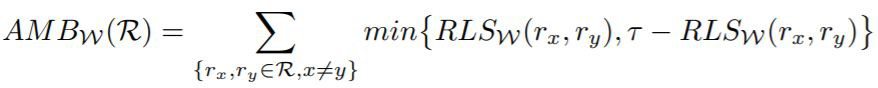 AMB_𝒲(ℛ) = ∑ min{RLS_𝒲(r_x, r_y), τ − RLS_𝒲(r_x, r_y)}
{r_x,r_y∈ℛ,x≠y}